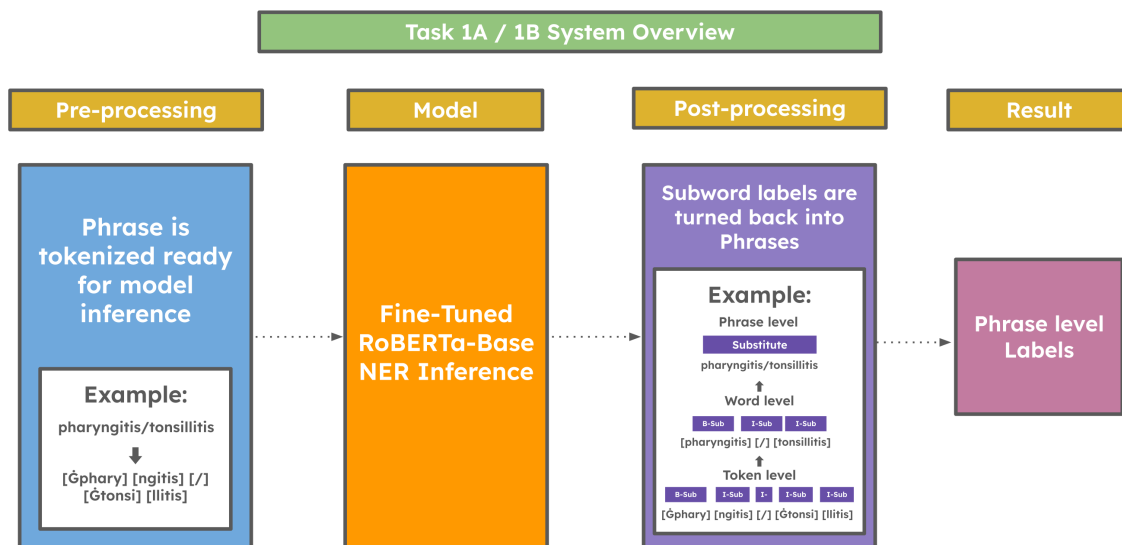 Task 1A / 1B System Overview
Pre-processing
Model
Post-processing
Result
Phrase is
tokenized ready
for model
inference
Example:
pharyngitis/tonsillitis
[Ġphary] [ngitis] [/]
[Ġtonsi] [llitis]
Fine-Tuned
RoBERTa-Base
NER Inference
Subword labels are
turned back into
Phrases
Example:
Phrase level
Substitute
pharyngitis/tonsillitis
Word level
B-Sub I-Sub I-Sub
[pharyngitis] [/] [tonsillitis]
Token level
B-Sub I-Sub I- I-Sub I-Sub
[Ġphary] [ngitis] [/] [Ġtonsi] [llitis]
Phrase level
Labels